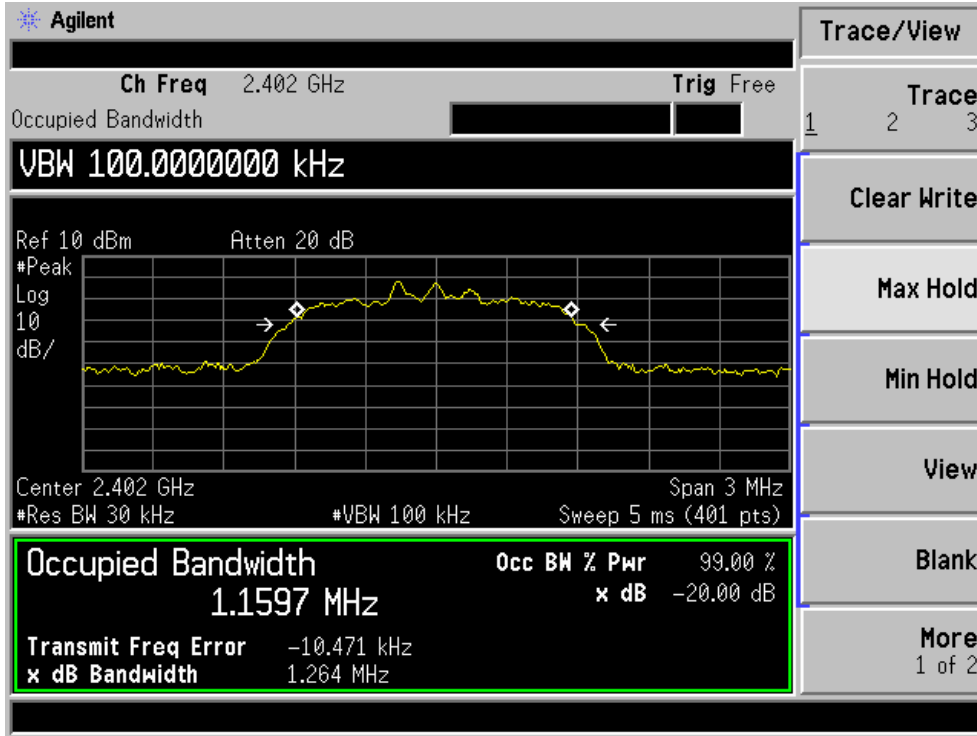 Agilent
Trace/View
Ch Freq 2.402 GHz Trig Free
Occupied Bandwidth
Trace
1 2 3
VBW 100.0000000 kHz
Clear Write
Ref 10 dBm Atten 20 dB
#Peak
Log
10
dB/
Max Hold
Min Hold
Center 2.402 GHz Span 3 MHz
#Res BW 30 kHz #VBW 100 kHz Sweep 5 ms (401 pts)
View
Occupied Bandwidth Occ BW % Pwr 99.00 %
1.1597 MHz x dB -20.00 dB
Blank
Transmit Freq Error -10.471 kHz
x dB Bandwidth 1.264 MHz
More
1 of 2